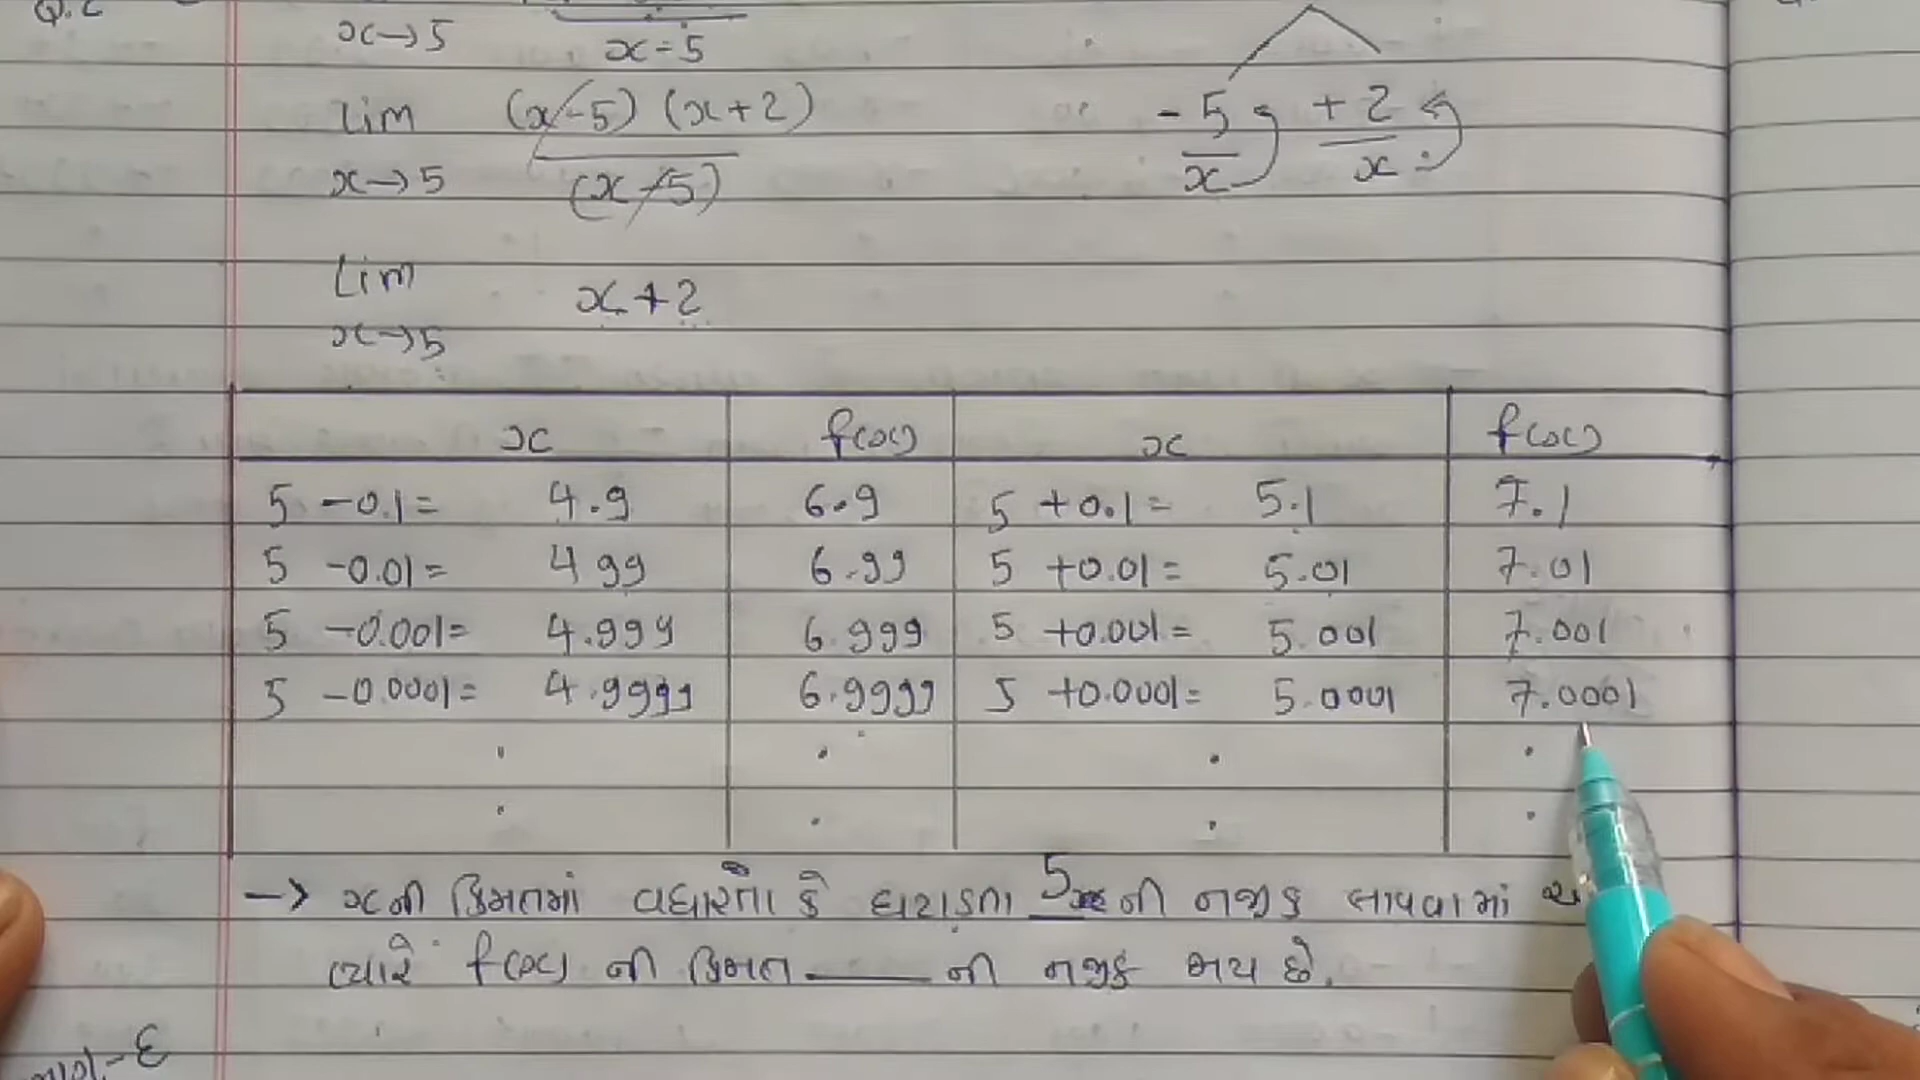 x→5 x-5
Lim (x-5) (x+2) -5 +2
x→5 (x-5) x x
Lim x+2
x→5
x f(x) x f(x)
5 -0.1= 4.9 6.9 5 +0.1= 5.1 7.1
5 -0.01= 4 99 6.99 5 +0.01= 5.01 7.01
5 -0.001= 4.999 6.999 5 +0.001= 5.001 7.001
5 -0.0001= 4.9999 6.9999 5 +0.0001= 5.0001 7.0001
. . . .
. . . .
→ xની કિંમતમાં વધારતા કે ઘટાડતા 5 ની નજીક લાવવામાં
ત્યારે f(x) ની કિંમત ____ ની નજીક જાય છે.